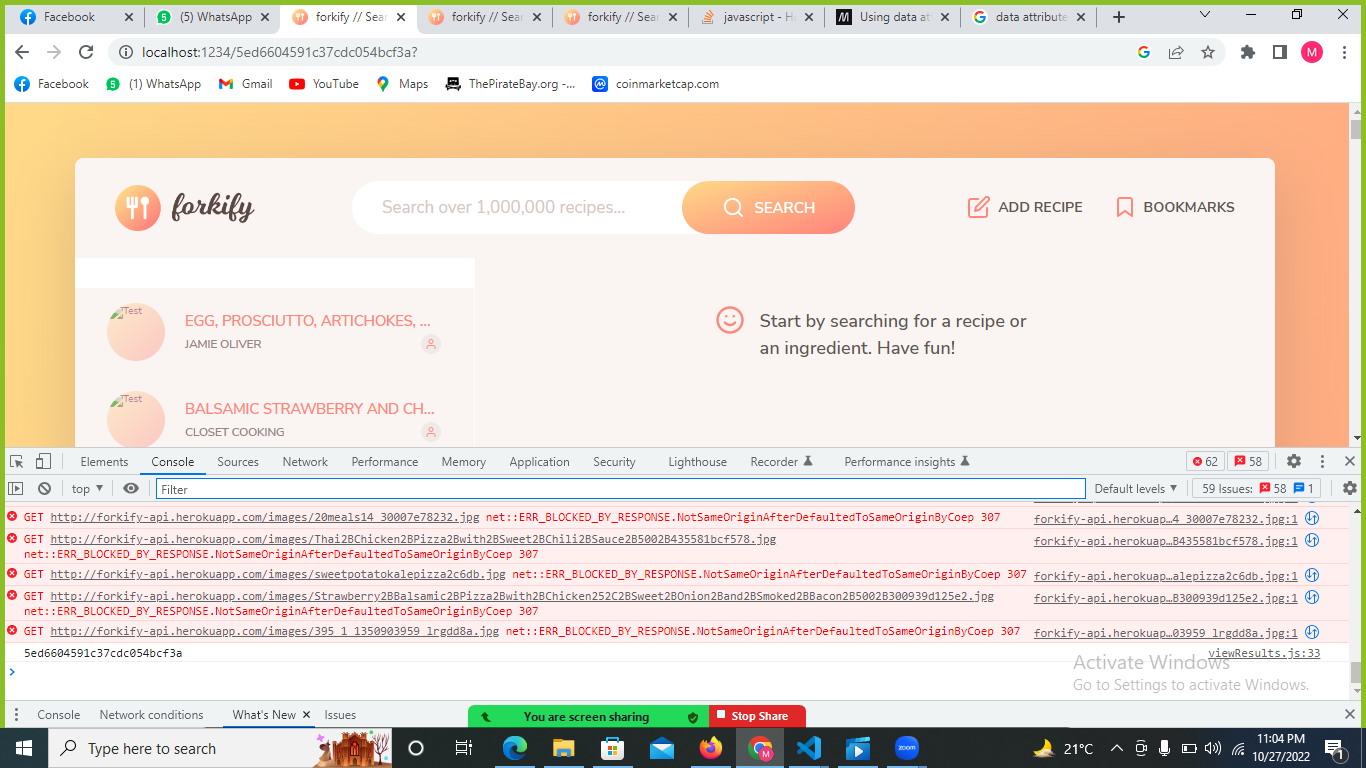 Facebook
(5) WhatsApp
forkify // Sear
forkify // Sear
forkify // Sear
javascript - H
Using data at
data attribute
localhost:1234/5ed6604591c37cdc054bcf3a?
M
Facebook
5 (1) WhatsApp
Gmail
YouTube
Maps
ThePirateBay.org -...
coinmarketcap.com
forkify
Search over 1,000,000 recipes...
SEARCH
ADD RECIPE
BOOKMARKS
Test
EGG, PROSCIUTTO, ARTICHOKES, ...
JAMIE OLIVER
Test
BALSAMIC STRAWBERRY AND CH...
CLOSET COOKING
Start by searching for a recipe or
an ingredient. Have fun!
Elements Console Sources Network Performance Memory Application Security Lighthouse Recorder Performance insights 62 58
top Filter Default levels 59 Issues: 58 1
GET http://forkify-api.herokuapp.com/images/20meals14_30007e78232.jpg net::ERR_BLOCKED_BY_RESPONSE.NotSameOriginAfterDefaultedToSameOriginByCoep 307 forkify-api.herokuap…4_30007e78232.jpg:1
GET http://forkify-api.herokuapp.com/images/Thai2BChicken2BPizza2Bwith2BSweet2BChili2BSauce2B5002B435581bcf578.jpg forkify-api.herokuap…B435581bcf578.jpg:1
net::ERR_BLOCKED_BY_RESPONSE.NotSameOriginAfterDefaultedToSameOriginByCoep 307
GET http://forkify-api.herokuapp.com/images/sweetpotatokalepizza2c6db.jpg net::ERR_BLOCKED_BY_RESPONSE.NotSameOriginAfterDefaultedToSameOriginByCoep 307 forkify-api.herokuap…alepizza2c6db.jpg:1
GET http://forkify-api.herokuapp.com/images/Strawberry2BBalsamic2BPizza2Bwith2BChicken252C2BSweet2BOnion2Band2BSmoked2BBacon2B5002B300939d125e2.jpg forkify-api.herokuap…B300939d125e2.jpg:1
net::ERR_BLOCKED_BY_RESPONSE.NotSameOriginAfterDefaultedToSameOriginByCoep 307
GET http://forkify-api.herokuapp.com/images/395_1_1350903959_lrgdd8a.jpg net::ERR_BLOCKED_BY_RESPONSE.NotSameOriginAfterDefaultedToSameOriginByCoep 307 forkify-api.herokuap…03959_lrgdd8a.jpg:1
5ed6604591c37cdc054bcf3a viewResults.js:33
Activate Windows
Go to Settings to activate Windows.
Console Network conditions What's New Issues
You are screen sharing Stop Share
Type here to search
zoom
21°C
11:04 PM
10/27/2022
1